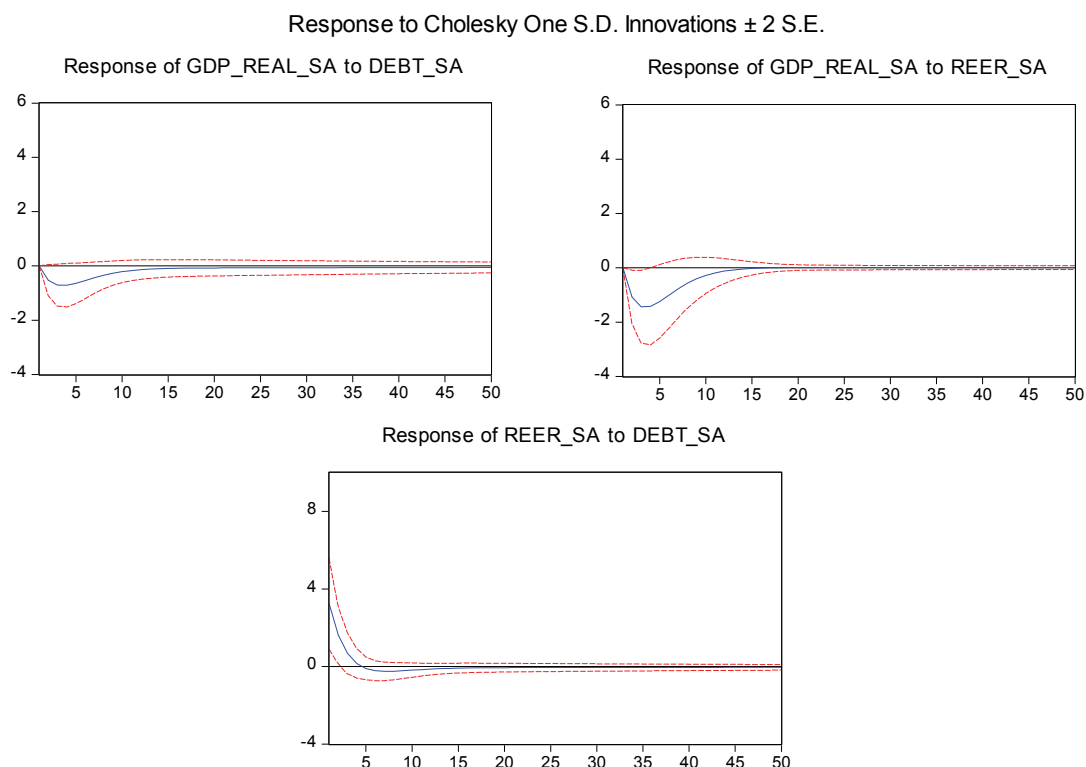 Response to Cholesky One S.D. Innovations ± 2 S.E.
Response of GDP_REAL_SA to DEBT_SA
6
4
2
0
-2
-4
5 10 15 20 25 30 35 40 45 50
Response of GDP_REAL_SA to REER_SA
6
4
2
0
-2
-4
5 10 15 20 25 30 35 40 45 50
Response of REER_SA to DEBT_SA
8
4
0
-4
5 10 15 20 25 30 35 40 45 50